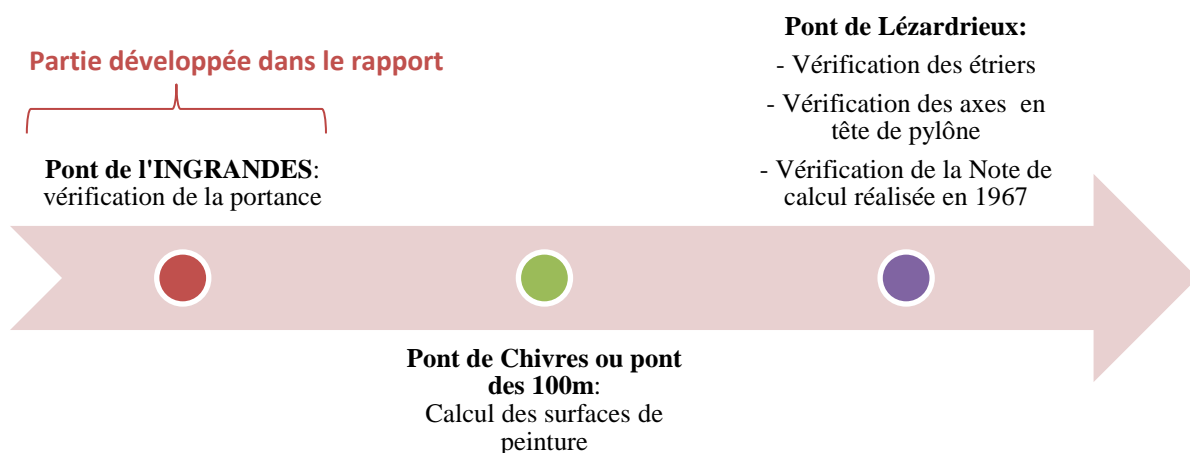 Partie développée dans le rapport
Pont de l'INGRANDES:
vérification de la portance
Pont de Chivres ou pont
des 100m:
Calcul des surfaces de
peinture
Pont de Lézardrieux:
- Vérification des étriers
- Vérification des axes en
tête de pylône
- Vérification de la Note de
calcul réalisée en 1967